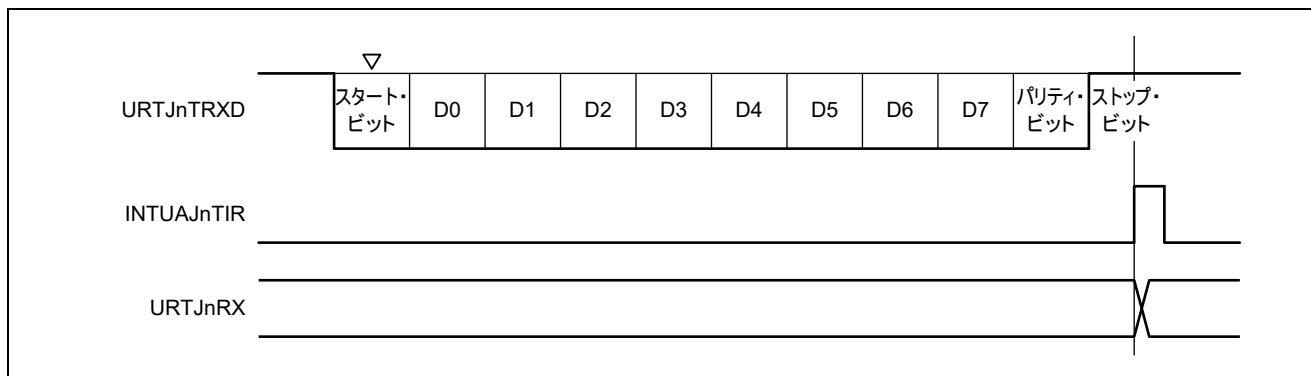 URTJnTRXD
スタート・
ビット
D0
D1
D2
D3
D4
D5
D6
D7
パリティ・
ビット
ストップ・
ビット
INTUAJnTIR
URTJnRX